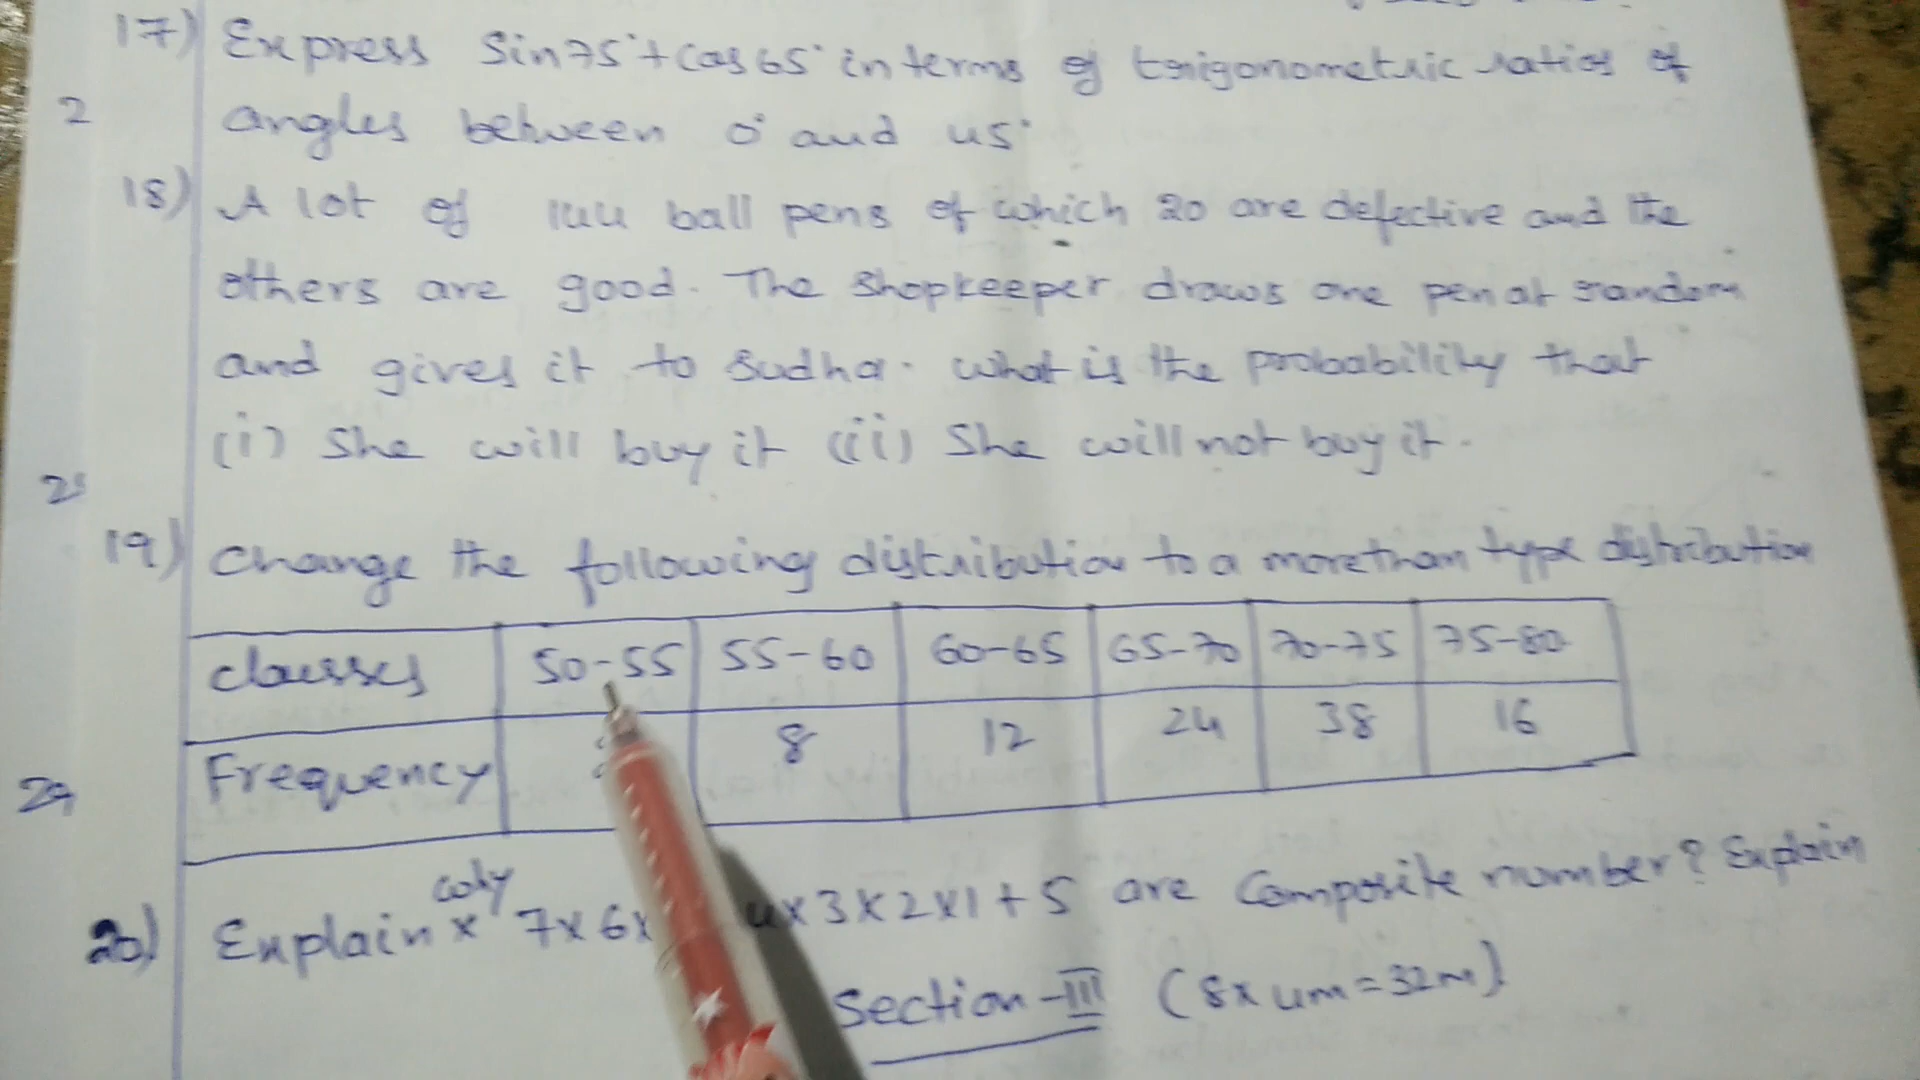 17) Express Sin75°+Cos65° in terms of trigonometric ratios of
2 angles between 0° and 45°
18) A lot of 144 ball pens of which 20 are defective and the
others are good. The Shopkeeper draws one pen at random
and gives it to Sudha. What is the probability that
(i) She will buy it (ii) She will not buy it.
19) Change the following distribution to a more than type distribution
classes 50-55 55-60 60-65 65-70 70-75 75-80
Frequency 8 12 24 38 16
why
20) Explain x 7x6x 4x3x2x1+5 are Composite number? Explain
Section-III (8x4m=32m)